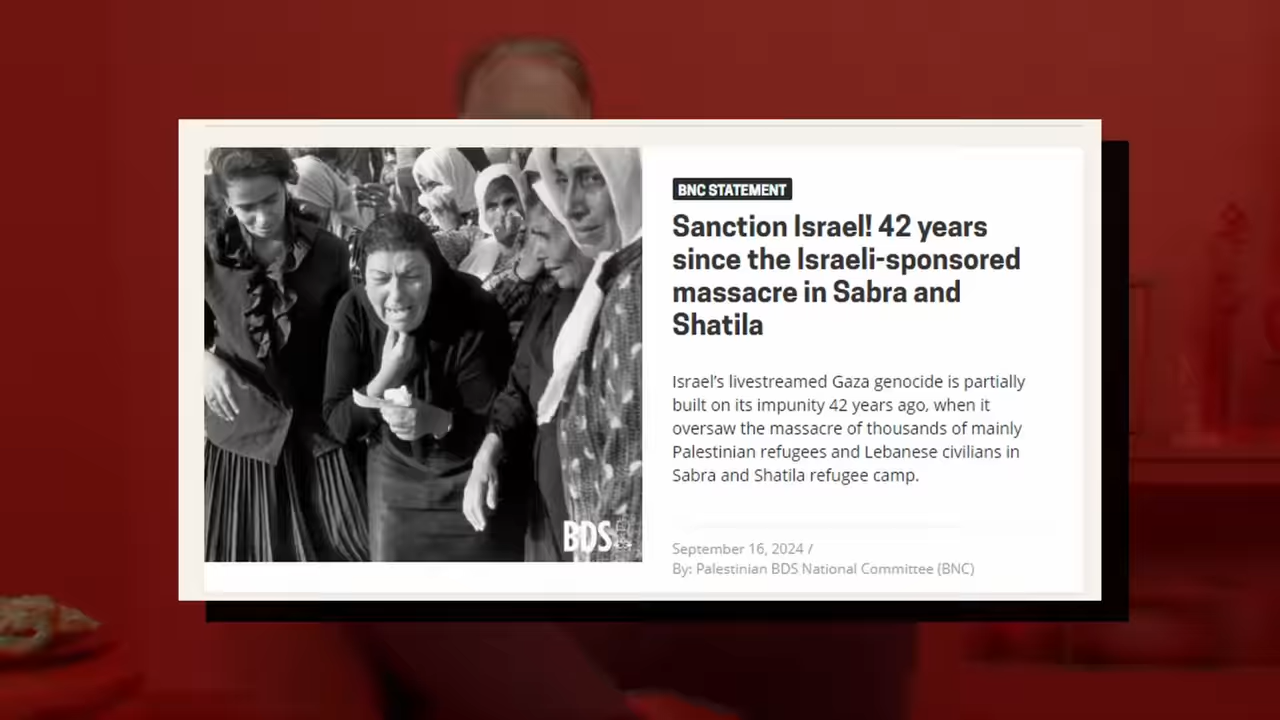 BNC STATEMENT
Sanction Israel! 42 years
since the Israeli-sponsored
massacre in Sabra and
Shatila
Israel’s livestreamed Gaza genocide is partially
built on its impunity 42 years ago, when it
oversaw the massacre of thousands of mainly
Palestinian refugees and Lebanese civilians in
Sabra and Shatila refugee camp.
BDS
September 16, 2024 /
By: Palestinian BDS National Committee (BNC)